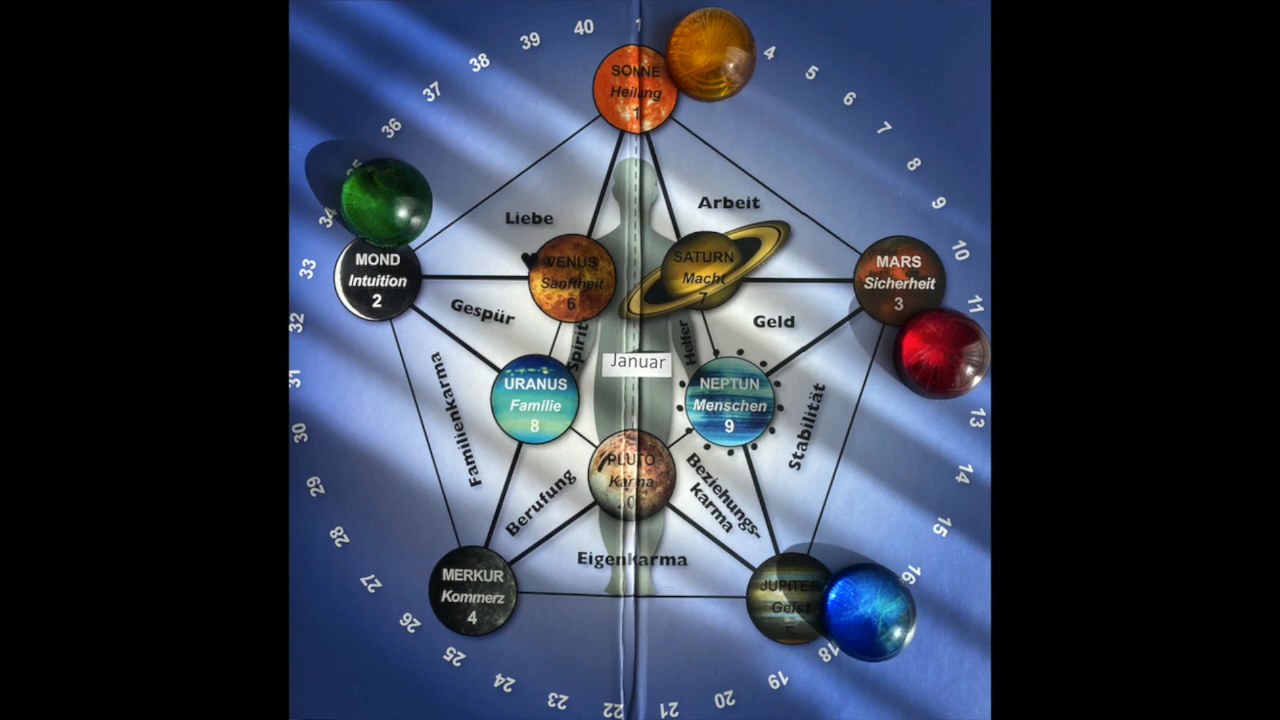 40
1
39
38
4
37
5
SONNE
Heilung
1
6
36
7
8
34
Liebe
Arbeit
9
33
10
MOND
Intuition
2
VENUS
Sanftheit
6
SATURN
Macht
7
MARS
Sicherheit
3
11
32
Gespür
Geld
Spirit
Helfer
Januar
31
13
Familienkarma
URANUS
Familie
8
NEPTUN
Menschen
9
Stabilität
30
14
29
PLUTO
Karma
0
Berufung
Beziehungs-
karma
15
28
Eigenkarma
16
27
MERKUR
Kommerz
4
JUPITER
Geist
5
26
18
25
19
24
20
23
21
22